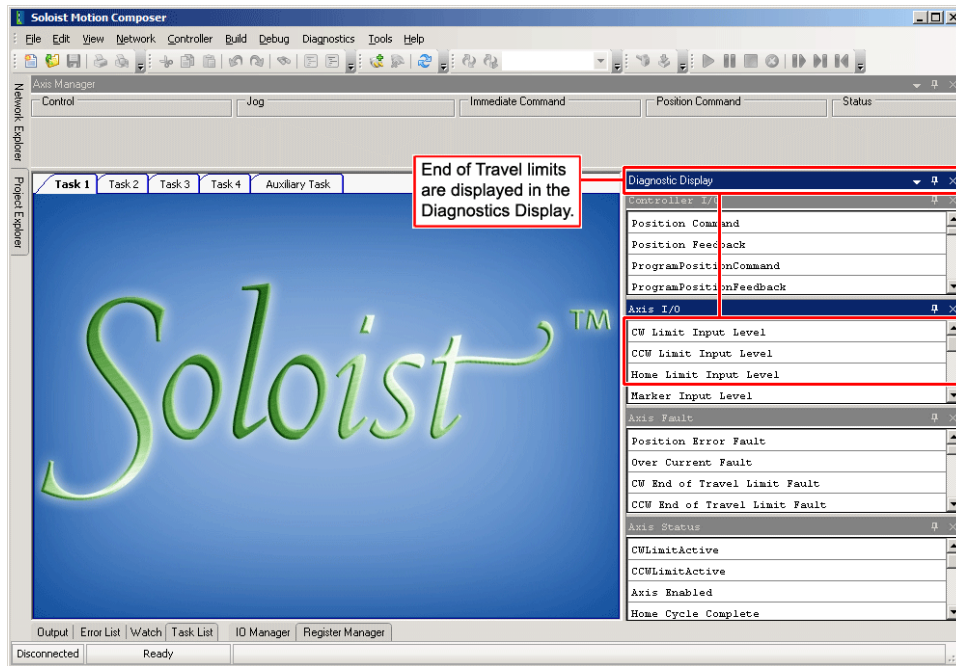 Soloist Motion Composer
File Edit View Network Controller Build Debug Diagnostics Tools Help
Axis Manager
Control Jog Immediate Command Position Command Status
Network Explorer
Project Explorer
Task 1 Task 2 Task 3 Task 4 Auxiliary Task
End of Travel limits
are displayed in the
Diagnostics Display.
Soloist™
Diagnostic Display
Controller I/O
Position Command
Position Feedback
ProgramPositionCommand
ProgramPositionFeedback
Axis I/O
CW Limit Input Level
CCW Limit Input Level
Home Limit Input Level
Marker Input Level
Axis Fault
Position Error Fault
Over Current Fault
CW End of Travel Limit Fault
CCW End of Travel Limit Fault
Axis Status
CWLimitActive
CCWLimitActive
Axis Enabled
Home Cycle Complete
Output Error List Watch Task List IO Manager Register Manager
Disconnected Ready